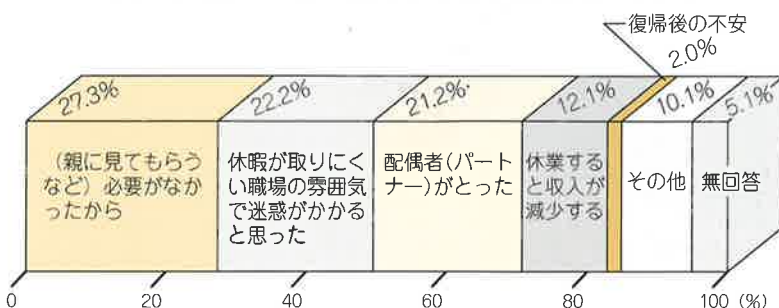 復帰後の不安
2.0%
27.3%
22.2%
21.2%
12.1%
10.1%
5.1%
(親に見てもらう
など)必要がなか
ったから
休暇が取りにく
い職場の雰囲気
で迷惑がかかる
と思った
配偶者(パート
ナー)がとった
休業する
と収入が
減少する
その他
無回答
0 20 40 60 80 100 (%)